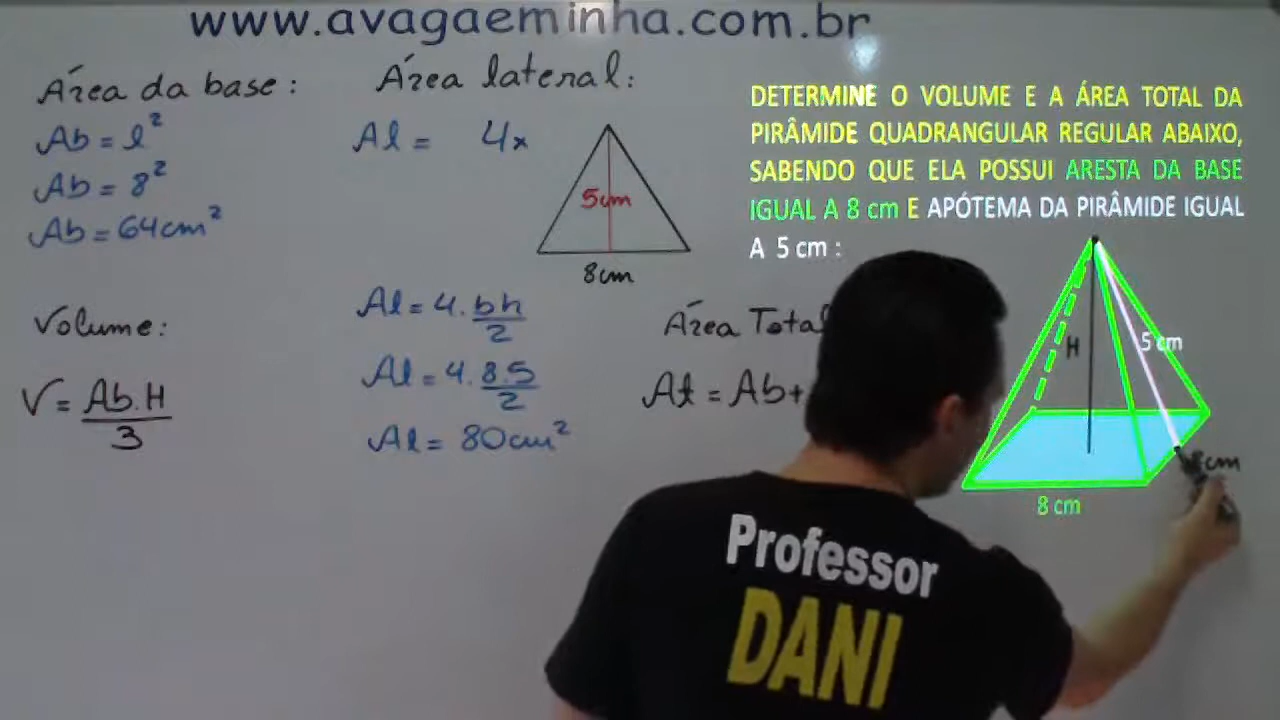 www.avagaeminha.com.br
Área da base:
Ab = l²
Ab = 8²
Ab = 64cm²
Área lateral:
Al = 4x
5cm
8cm
Al = 4. bh/2
Al = 4. 8.5/2
Al = 80cm²
Volume:
V = Ab.H/3
Área Total
At = Ab+
DETERMINE O VOLUME E A ÁREA TOTAL DA
PIRÂMIDE QUADRANGULAR REGULAR ABAIXO,
SABENDO QUE ELA POSSUI ARESTA DA BASE
IGUAL A 8 cm E APÓTEMA DA PIRÂMIDE IGUAL
A 5 cm :
H
5 cm
8cm
8 cm
Professor
DANI